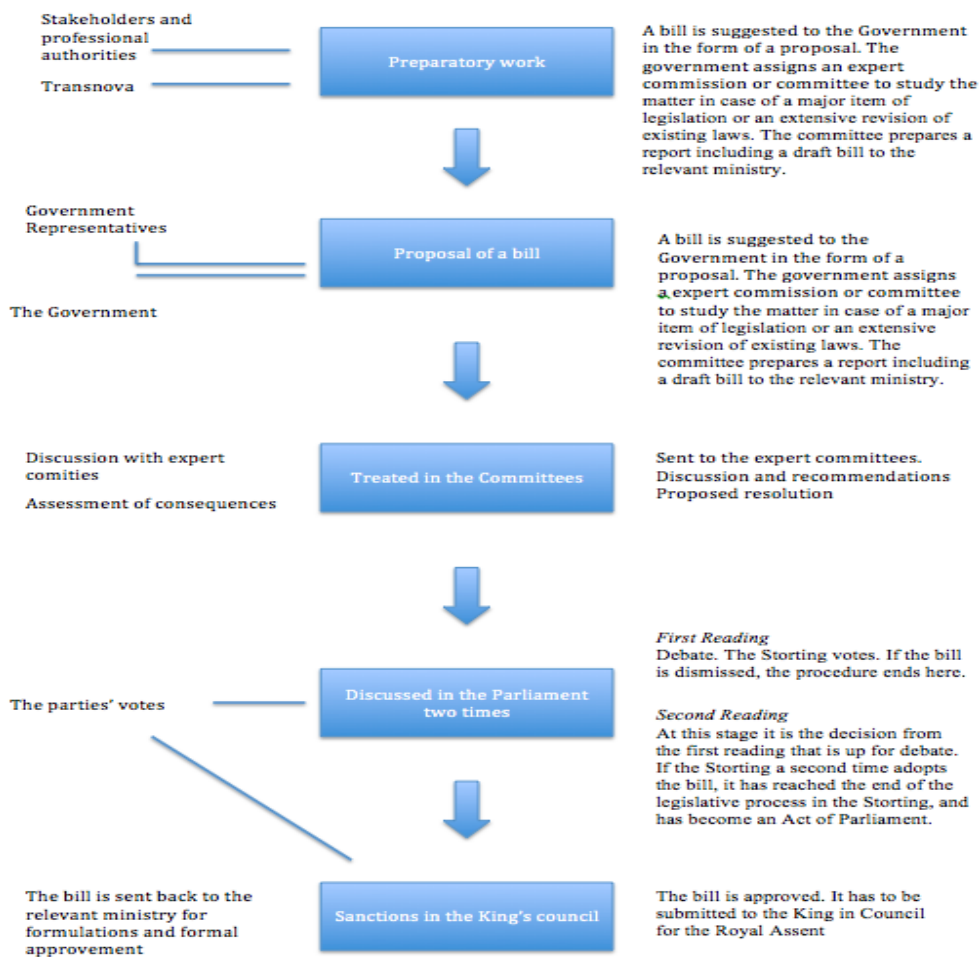 Stakeholders and
professional
authorities
Transnova
Preparatory work
A bill is suggested to the Government
in the form of a proposal. The
government assigns an expert
commission or committee to study the
matter in case of a major item of
legislation or an extensive revision of
existing laws. The committee prepares a
report including a draft bill to the
relevant ministry.
Government
Representatives
The Government
Proposal of a bill
A bill is suggested to the
Government in the form of a
proposal. The government assigns
a expert commission or committee
to study the matter in case of a major
item of legislation or an extensive
revision of existing laws. The
committee prepares a report including
a draft bill to the relevant ministry.
Discussion with expert
comities
Assessment of consequences
Treated in the Committees
Sent to the expert committees.
Discussion and recommendations
Proposed resolution
The parties' votes
Discussed in the Parliament
two times
First Reading
Debate. The Storting votes. If the bill
is dismissed, the procedure ends here.
Second Reading
At this stage it is the decision from
the first reading that is up for debate.
If the Storting a second time adopts
the bill, it has reached the end of the
legislative process in the Storting, and
has become an Act of Parliament.
The bill is sent back to the
relevant ministry for
formulations and formal
approvement
Sanctions in the King's council
The bill is approved. It has to be
submitted to the King in Council
for the Royal Assent